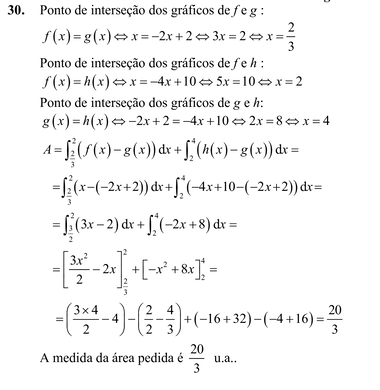 30. Ponto de interseção dos gráficos de f e g :
f(x)=g(x)⇔x=−2x+2⇔3x=2⇔x=2/3
Ponto de interseção dos gráficos de f e h :
f(x)=h(x)⇔x=−4x+10⇔5x=10⇔x=2
Ponto de interseção dos gráficos de g e h:
g(x)=h(x)⇔−2x+2=−4x+10⇔2x=8⇔x=4
A=∫_{2/3}^{2}(f(x)−g(x))dx+∫_{2}^{4}(h(x)−g(x))dx=
=∫_{2/3}^{2}(x−(−2x+2))dx+∫_{2}^{4}(−4x+10−(−2x+2))dx=
=∫_{3/2}^{2}(3x−2)dx+∫_{2}^{4}(−2x+8)dx=
=[3x²/2−2x]_{2/3}^{2}+[−x²+8x]_{2}^{4}=
=(3×4/2−4)−(2/2−4/3)+(−16+32)−(−4+16)=20/3
A medida da área pedida é 20/3 u.a..